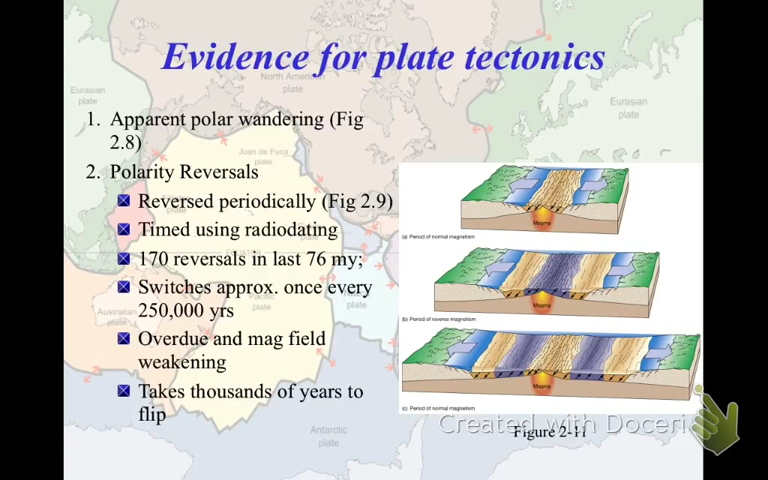 Evidence for plate tectonics
North American
plate
Eurasian
plate
Eurasian
plate
1. Apparent polar wandering (Fig
2.8)
Juan de Fuca
plate
2. Polarity Reversals
Reversed periodically (Fig 2.9)
Timed using radiodating
170 reversals in last 76 my;
Switches approx. once every
250,000 yrs
Pacific
plate
Australian
plate
Overdue and mag field
weakening
Takes thousands of years to
flip
Antarctic
plate
Magma
(a) Period of normal magnetism
Magma
(b) Period of reverse magnetism
Magma
(c) Period of normal magnetism
Figure 2-11
Created with Doceri